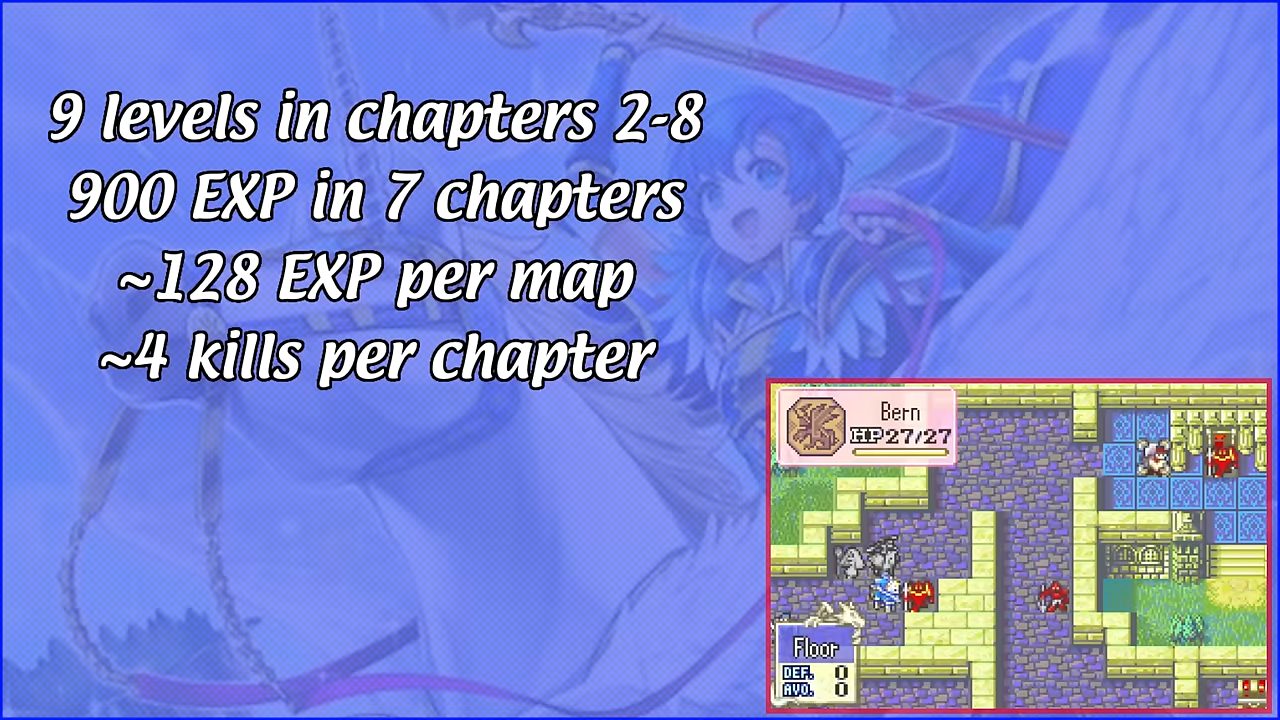 9 levels in chapters 2-8
900 EXP in 7 chapters
~128 EXP per map
~4 kills per chapter
Bern
HP27/27
Floor
DEF. 0
AVO. 0